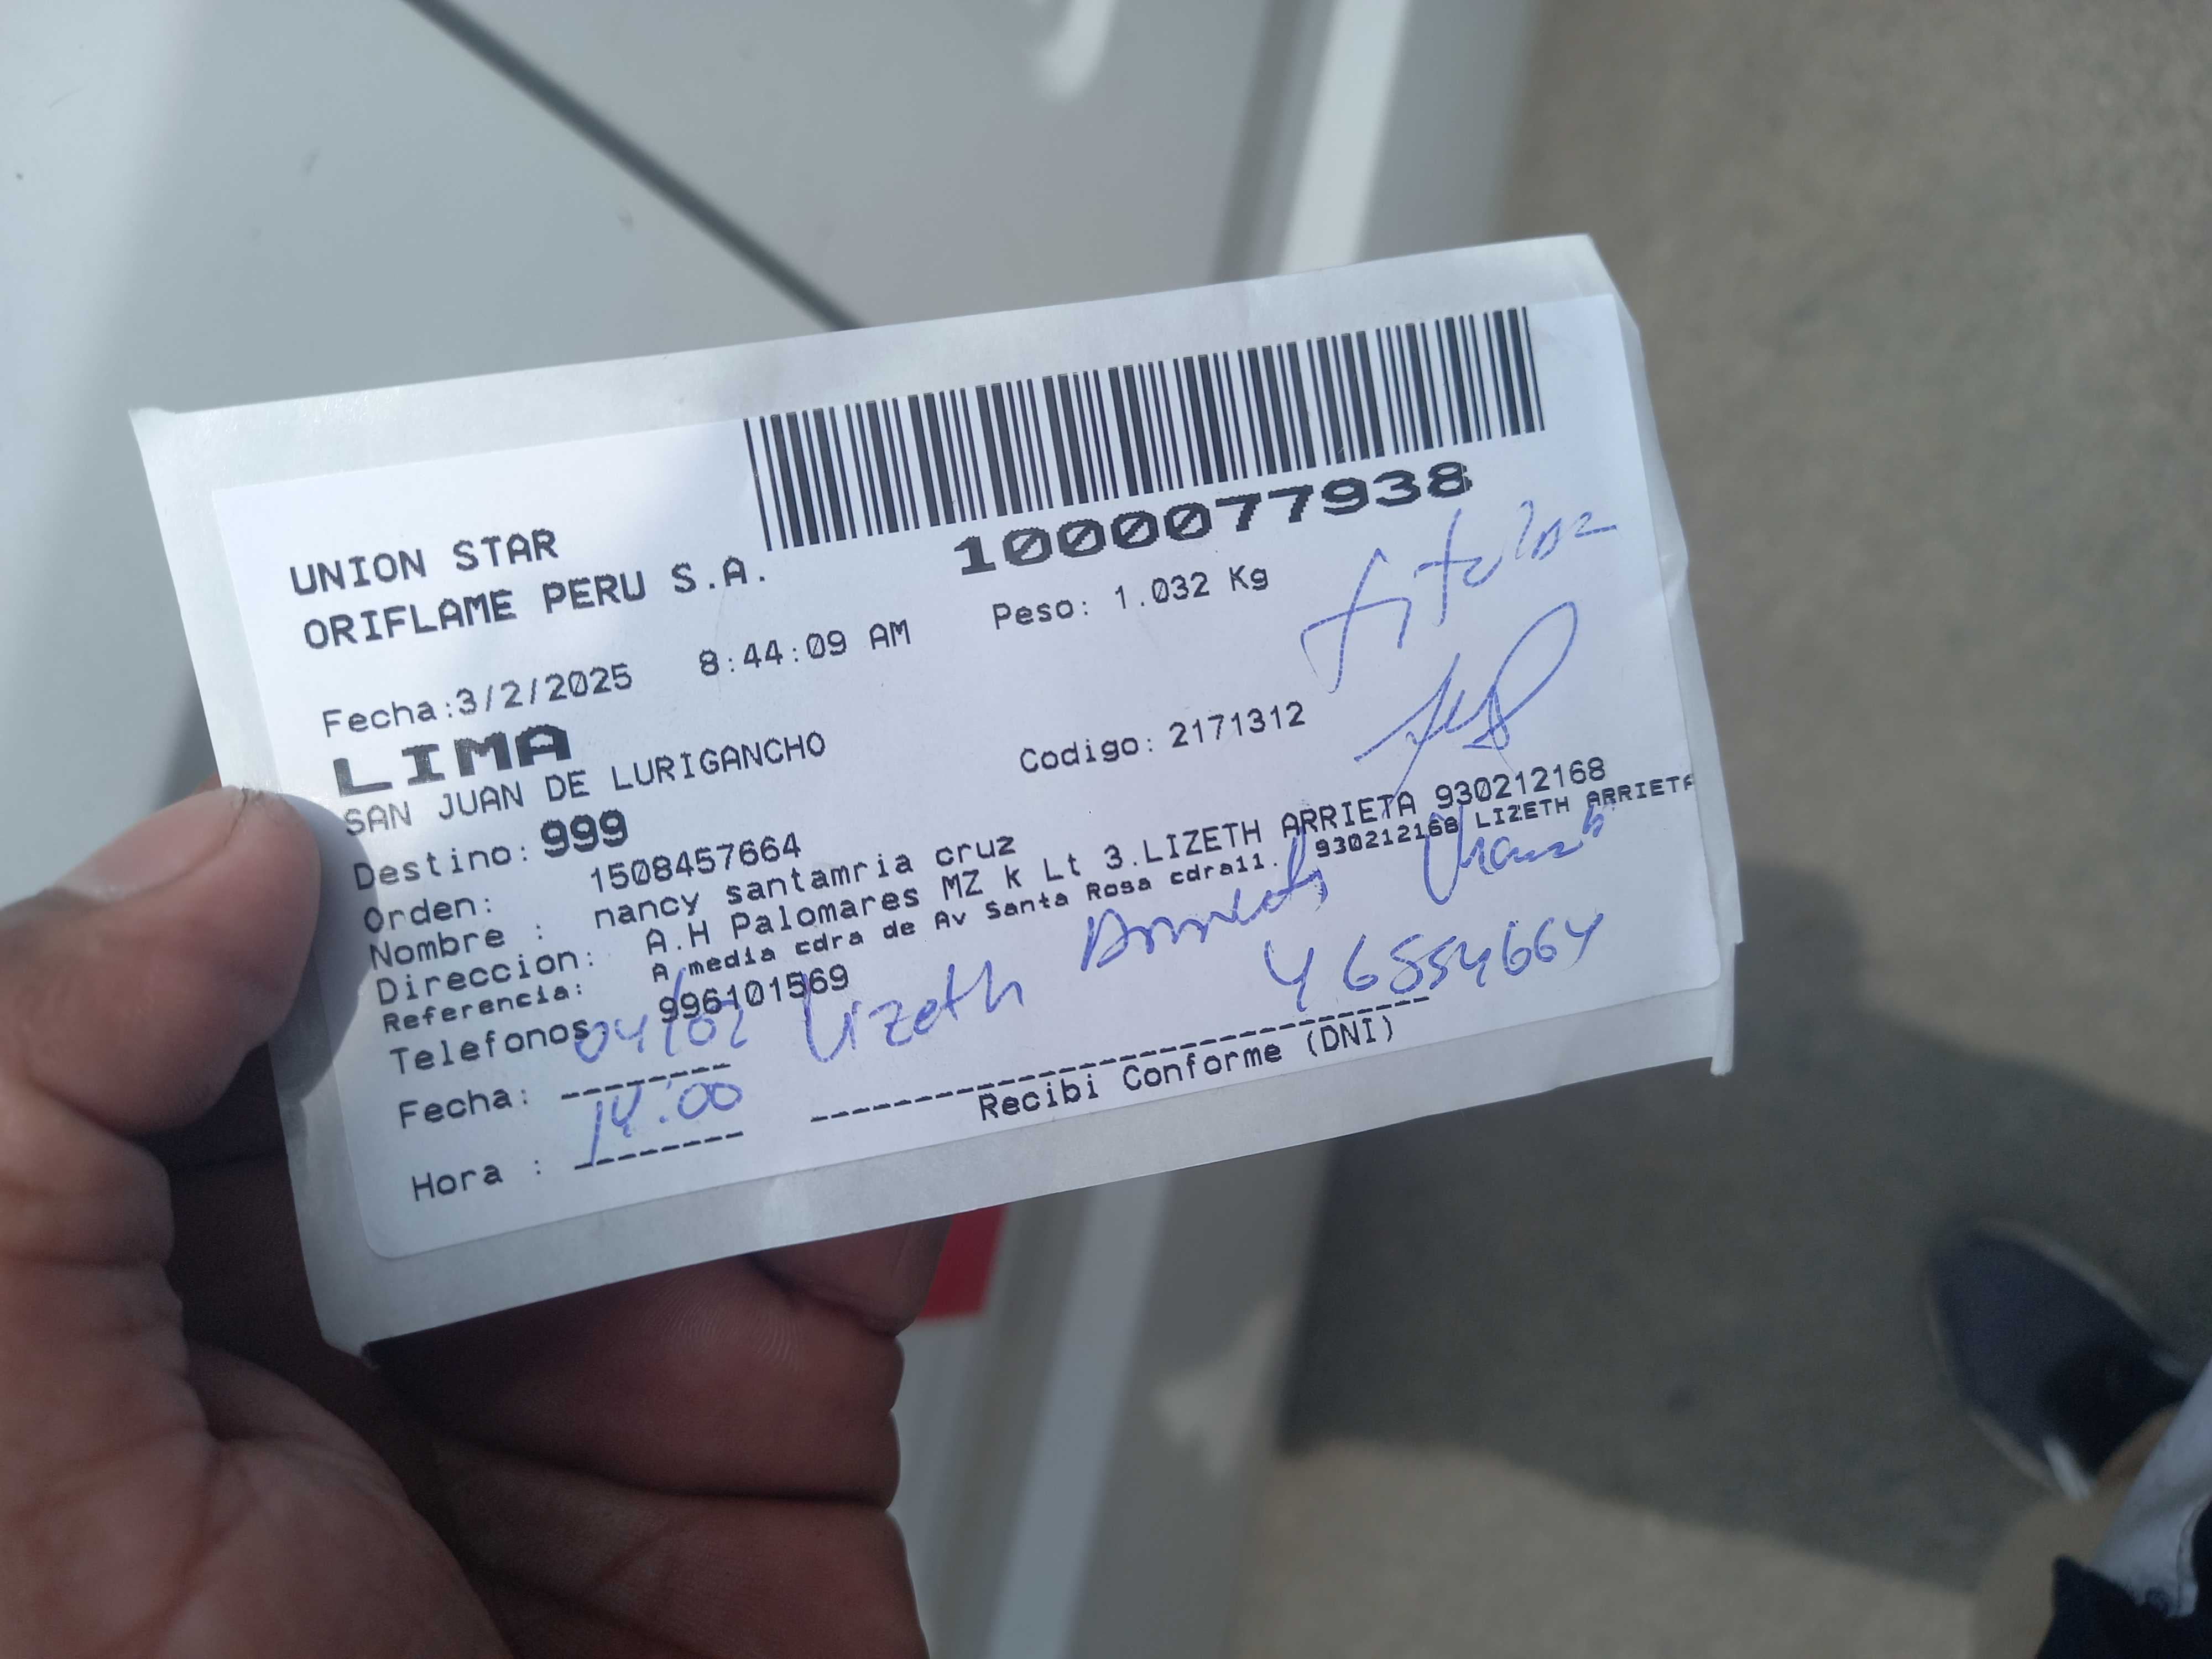 1000077938
UNION STAR
ORIFLAME PERU S.A.
Fecha:3/2/2025 8:44:09 AM Peso: 1.032 Kg
titular
LIMA
SAN JUAN DE LURIGANCHO Codigo: 2171312
Destino: 999
Orden: 1508457664
Nombre : nancy santamria cruz
Direccion: A.H Palomares MZ K Lt 3.LIZETH ARRIETA 930212168
Referencia: A media cdra de Av Santa Rosa cdra11. 930212168 LIZETH ARRIETA
Telefonos 996101569
Lizeth Arrieta
Fecha: 04/02 46554664
Hora : 14:00 Recibi Conforme (DNI)